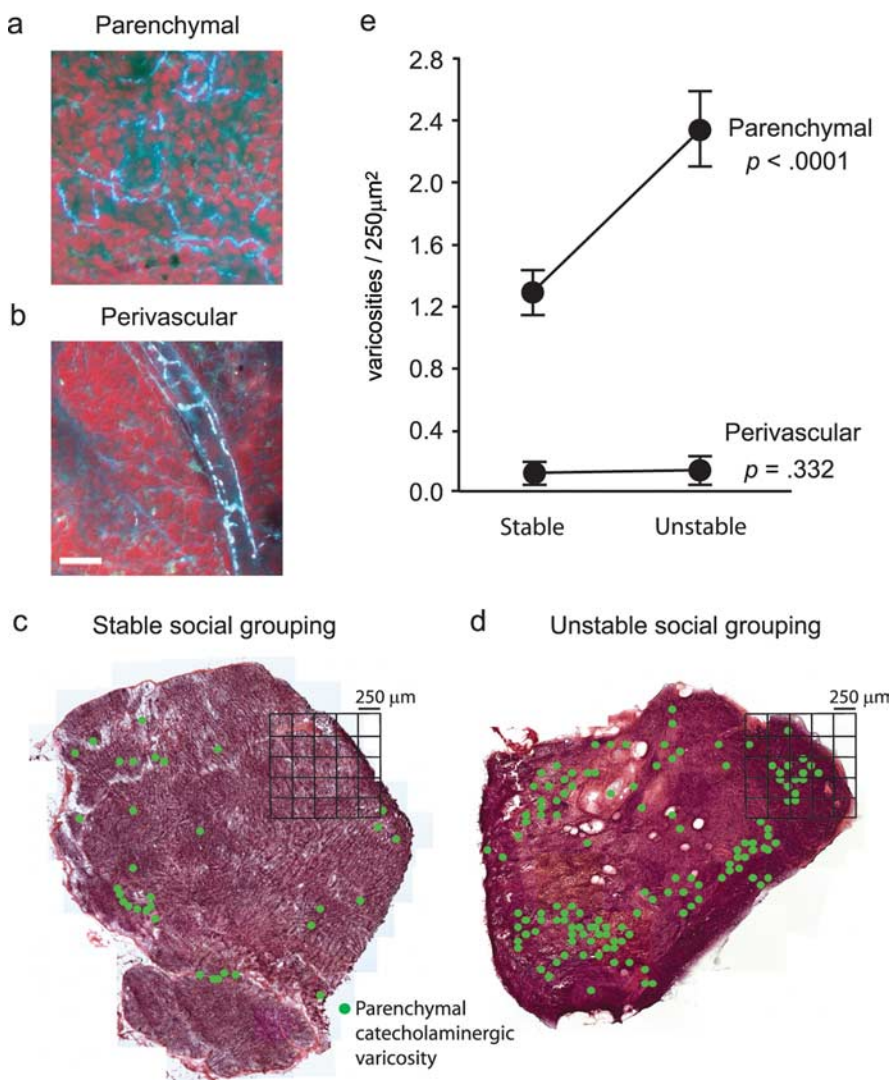 a
Parenchymal
b
Perivascular
e
2.8
2.4
2.0
1.6
1.2
0.8
0.4
0.0
varicosities / 250µm²
Parenchymal
p < .0001
Perivascular
p = .332
Stable
Unstable
c
Stable social grouping
250 µm
Parenchymal
catecholaminergic
varicosity
d
Unstable social grouping
250 µm